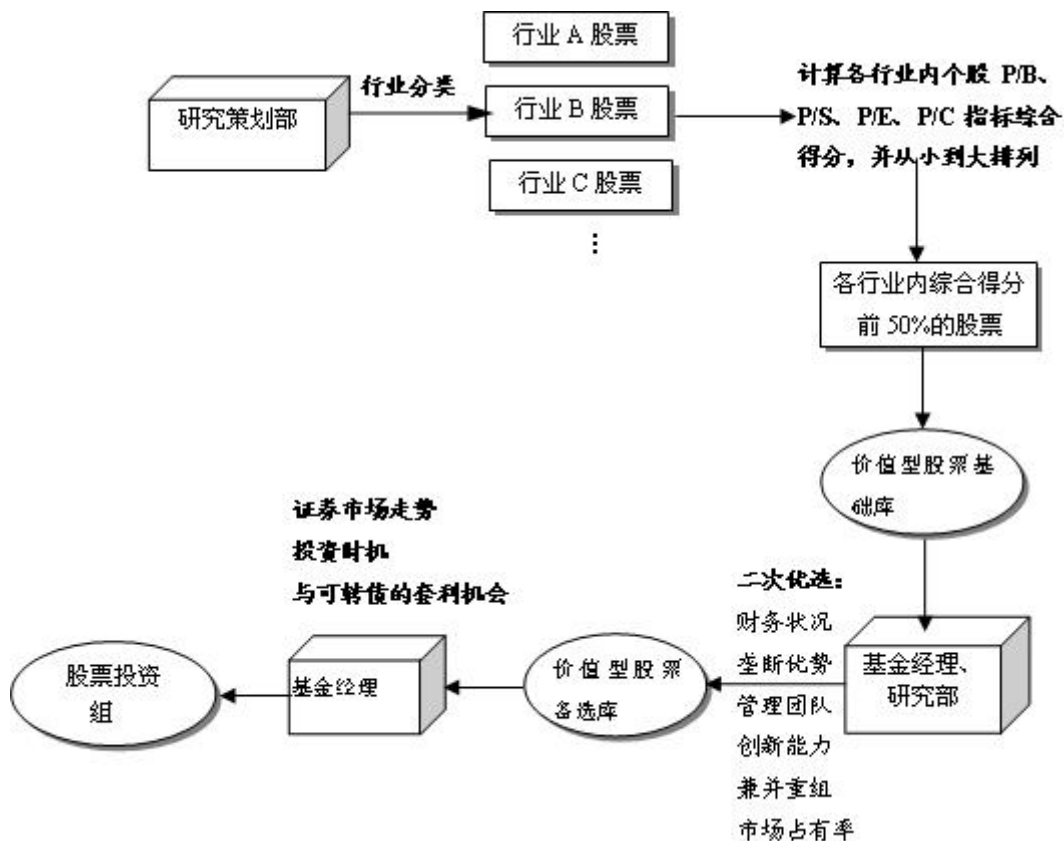 行业 A 股票
研究策划部
行业分类
行业 B 股票
行业 C 股票
⋮
计算各行业内个股 P/B、
P/S、P/E、P/C 指标综合
得分，并从小到大排列
各行业内综合得分
前 50%的股票
价值型股票基
础库
二次优选：
财务状况
垄断优势
管理团队
创新能力
兼并重组
市场占有率
基金经理、
研究部
价值型股票
备选库
证券市场走势
投资时机
与可转债的套利机会
基金经理
股票投资
组